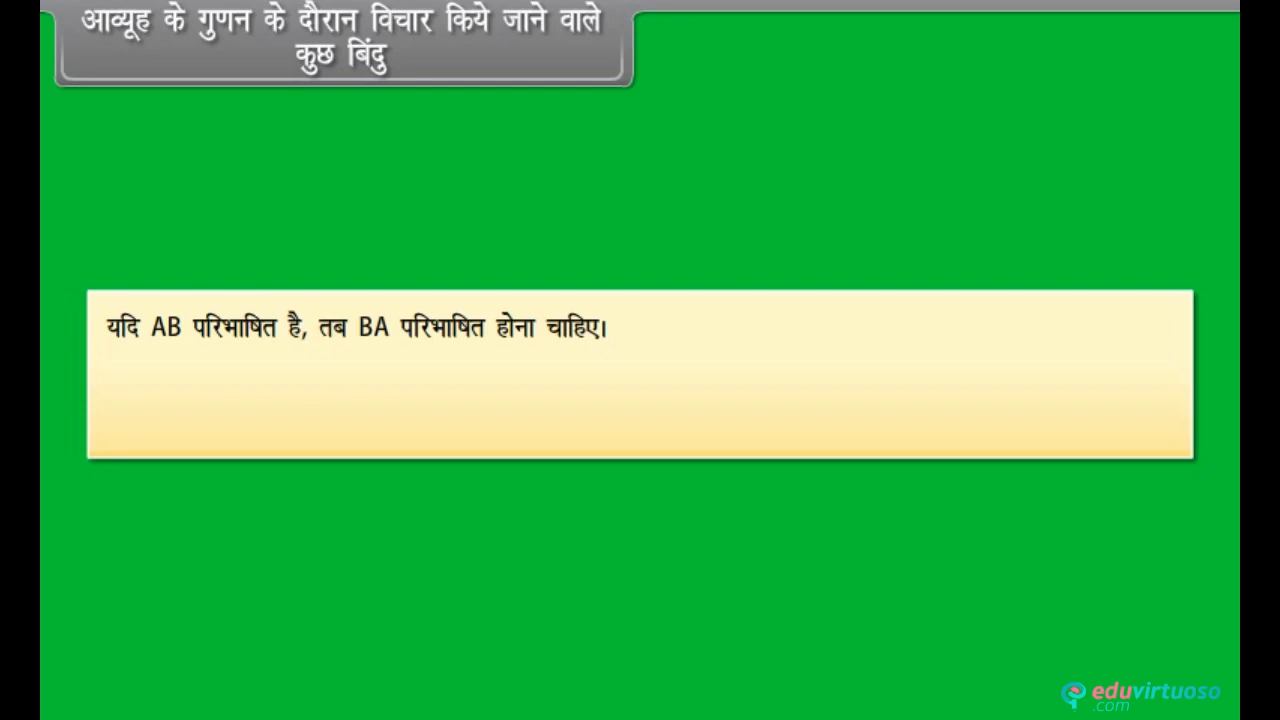 आव्यूह के गुणन के दौरान विचार किये जाने वाले
कुछ बिंदु
यदि AB परिभाषित है, तब BA परिभाषित होना चाहिए।
eduvirtuoso
.com